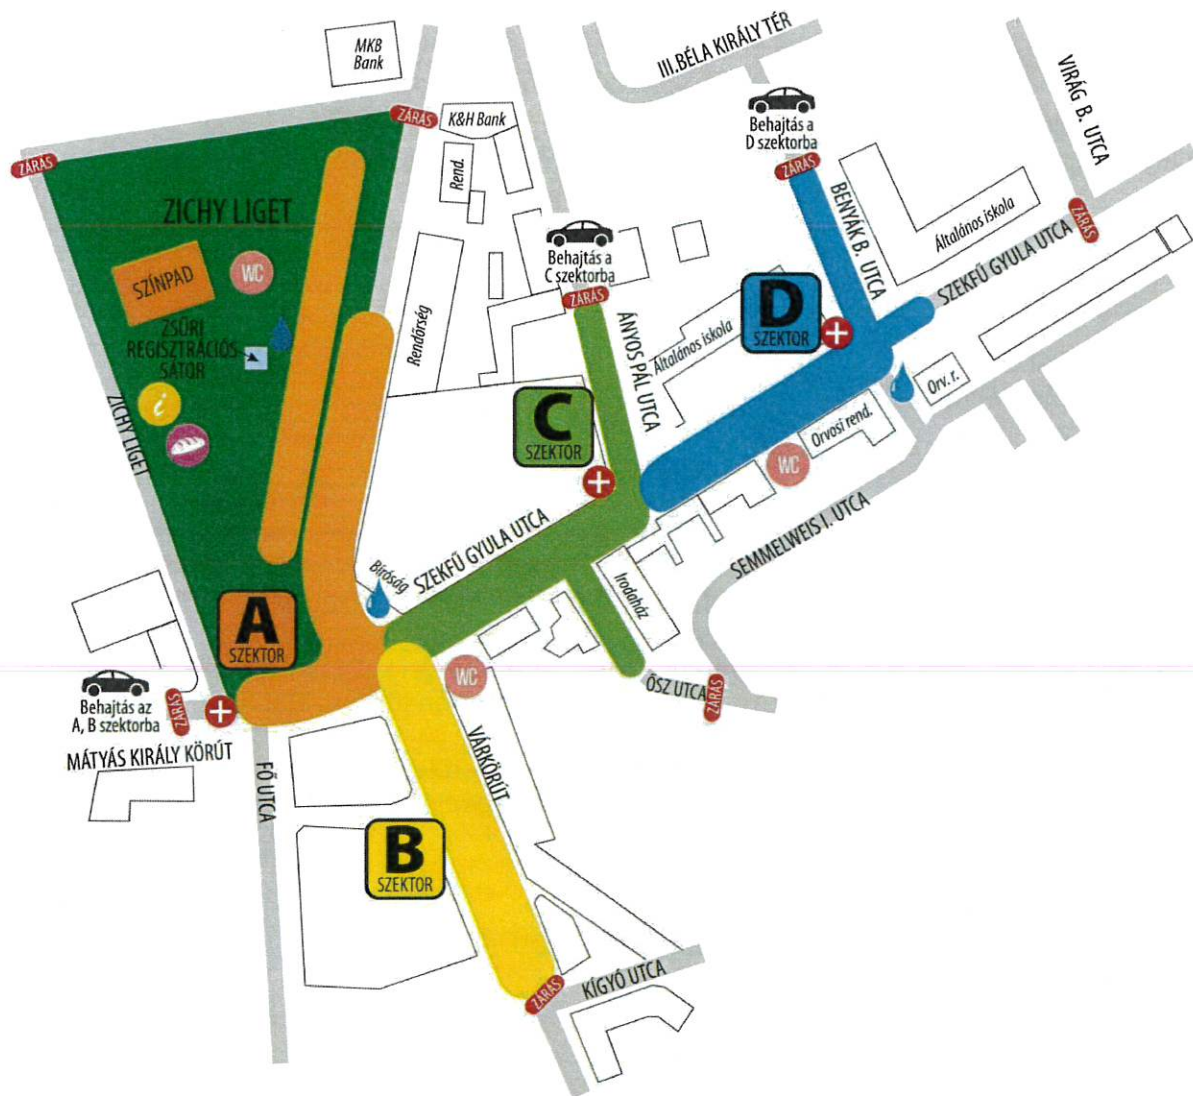 MKB
Bank
III.BÉLA KIRÁLY TÉR
VIRÁG B. UTCA
ZÁRÁS
K&H Bank
Behajtás a
D szektorba
ZÁRÁS
ZÁRÁS
Rend.
BENYÁK B. UTCA
Általános iskola
ZÁRÁS
ZICHY LIGET
SZEKFŰ GYULA UTCA
Behajtás a
C szektorba
ZÁRÁS
SZÍNPAD
WC
ZSŰRI
REGISZTRÁCIÓS
SÁTOR
Rendőrség
ÁNYOS PÁL UTCA
Általános iskola
D
SZEKTOR
Orv. r.
ZICHY LIGET
i
C
SZEKTOR
Orvosi rend.
WC
SZEKFŰ GYULA UTCA
SEMMELWEIS I. UTCA
Bíróság
Irodaház
A
SZEKTOR
WC
Behajtás az
A, B szektorba
ZÁRÁS
ŐSZ UTCA
ZÁRÁS
MÁTYÁS KIRÁLY KÖRÚT
FŐ UTCA
VÁRKÖRÚT
B
SZEKTOR
ZÁRÁS
KÍGYÓ UTCA